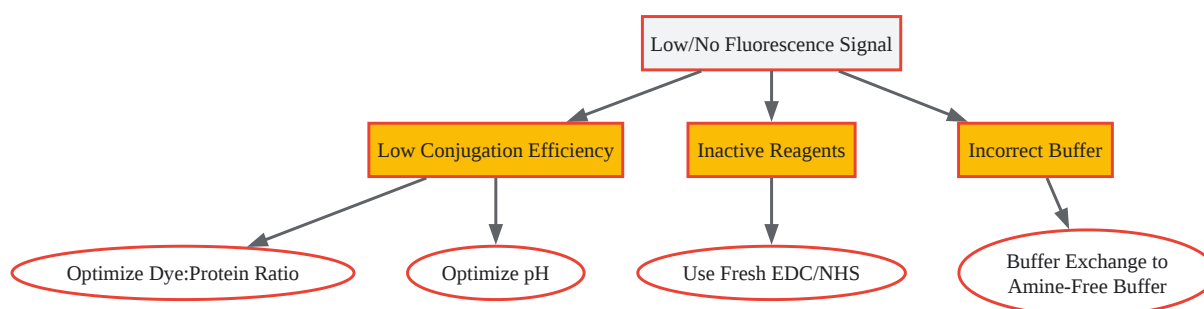 Low/No Fluorescence Signal
Low Conjugation Efficiency
Inactive Reagents
Incorrect Buffer
Optimize Dye:Protein Ratio
Optimize pH
Use Fresh EDC/NHS
Buffer Exchange to
Amine-Free Buffer